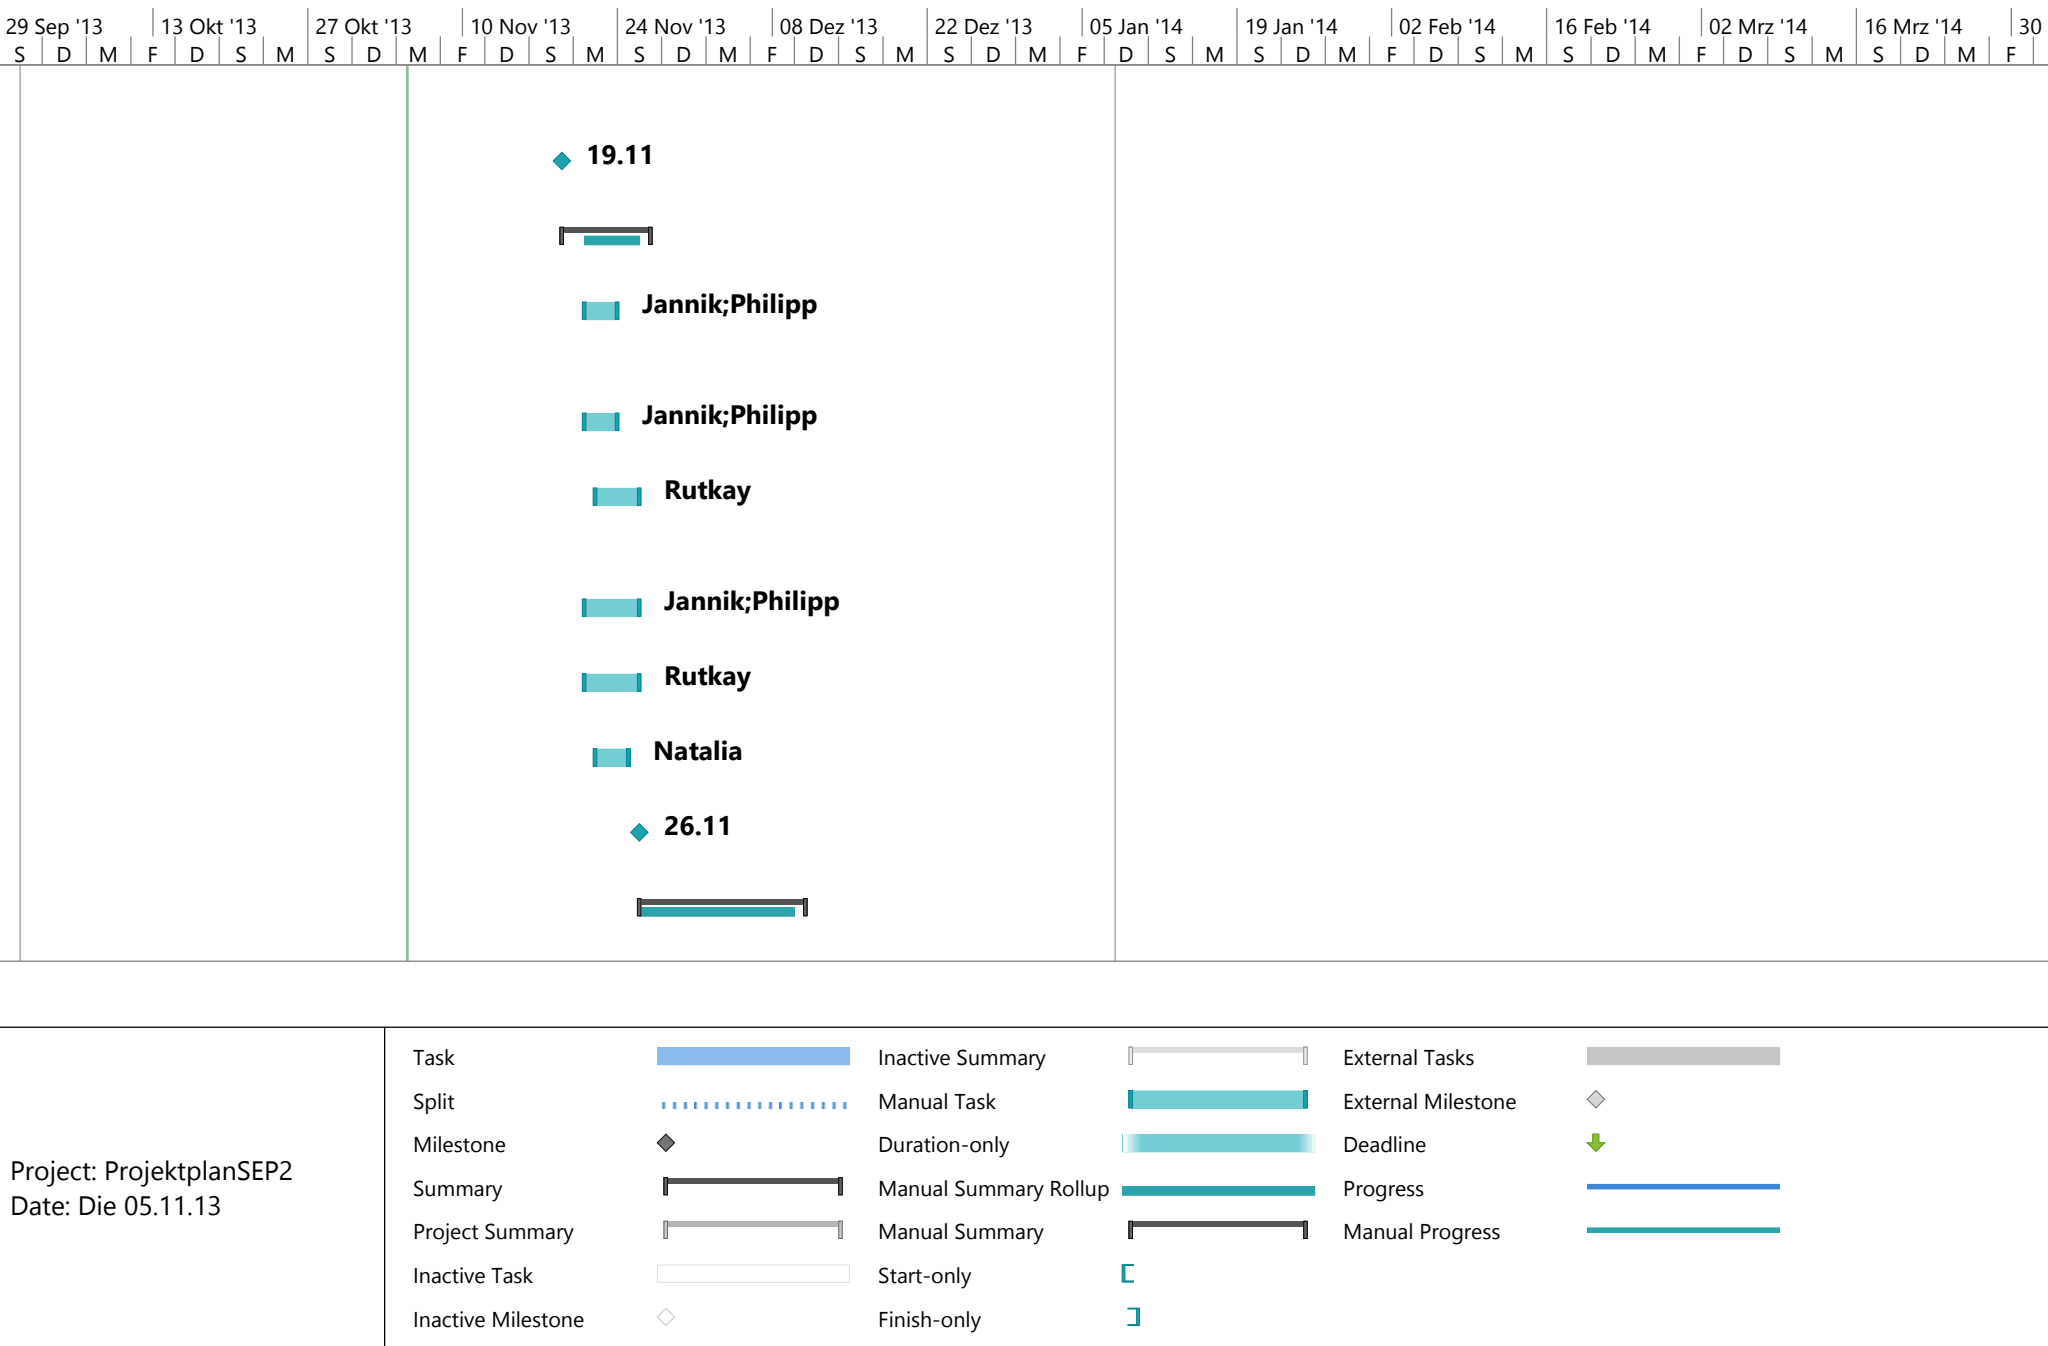 29 Sep '13 13 Okt '13 27 Okt '13 10 Nov '13 24 Nov '13 08 Dez '13 22 Dez '13 05 Jan '14 19 Jan '14 02 Feb '14 16 Feb '14 02 Mrz '14 16 Mrz '14 30
S D M F D S M S D M F D S M S D M F D S M S D M F D S M F D S M S D M F D S M S D M F
19.11
Jannik;Philipp
Jannik;Philipp
Rutkay
Jannik;Philipp
Rutkay
Natalia
26.11
Project: ProjektplanSEP2
Date: Die 05.11.13
Task
Split
Milestone
Summary
Project Summary
Inactive Task
Inactive Milestone
Inactive Summary
Manual Task
Duration-only
Manual Summary Rollup
Manual Summary
Start-only
Finish-only
External Tasks
External Milestone
Deadline
Progress
Manual Progress